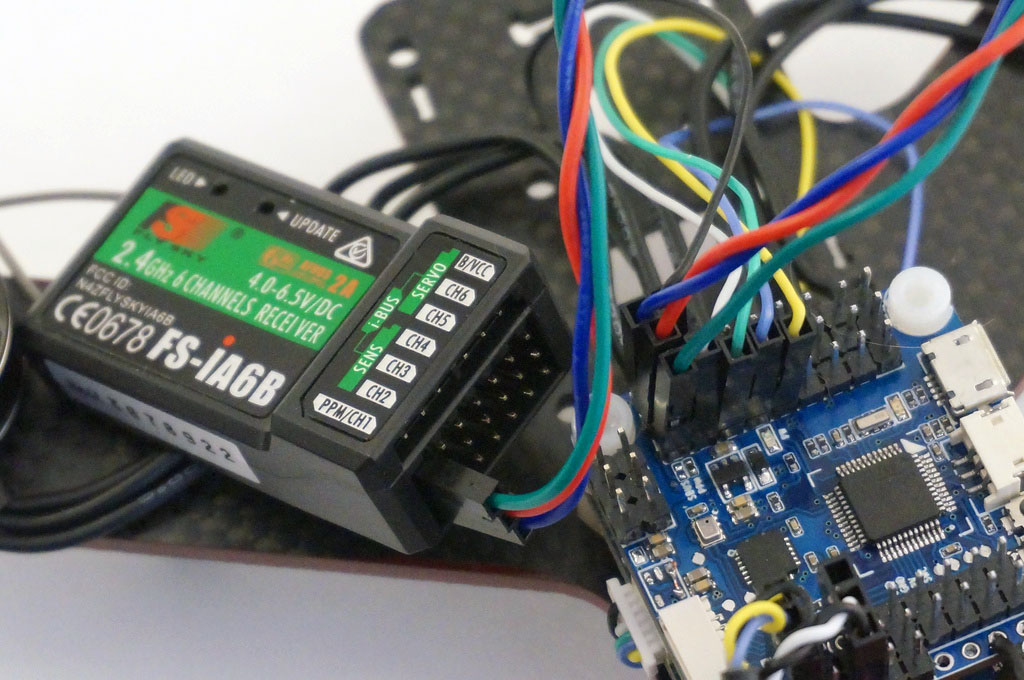 LED
UPDATE
FLYSKY
2A
2.4GHz 6 CHANNELS RECEIVER
4.0-6.5V/DC
FCC ID:
N4ZFLYSKYIA6B
CE0678 FS-iA6B
SERVO
i-BUS
SENS
B/VCC
CH6
CH5
CH4
CH3
CH2
PPM/CH1